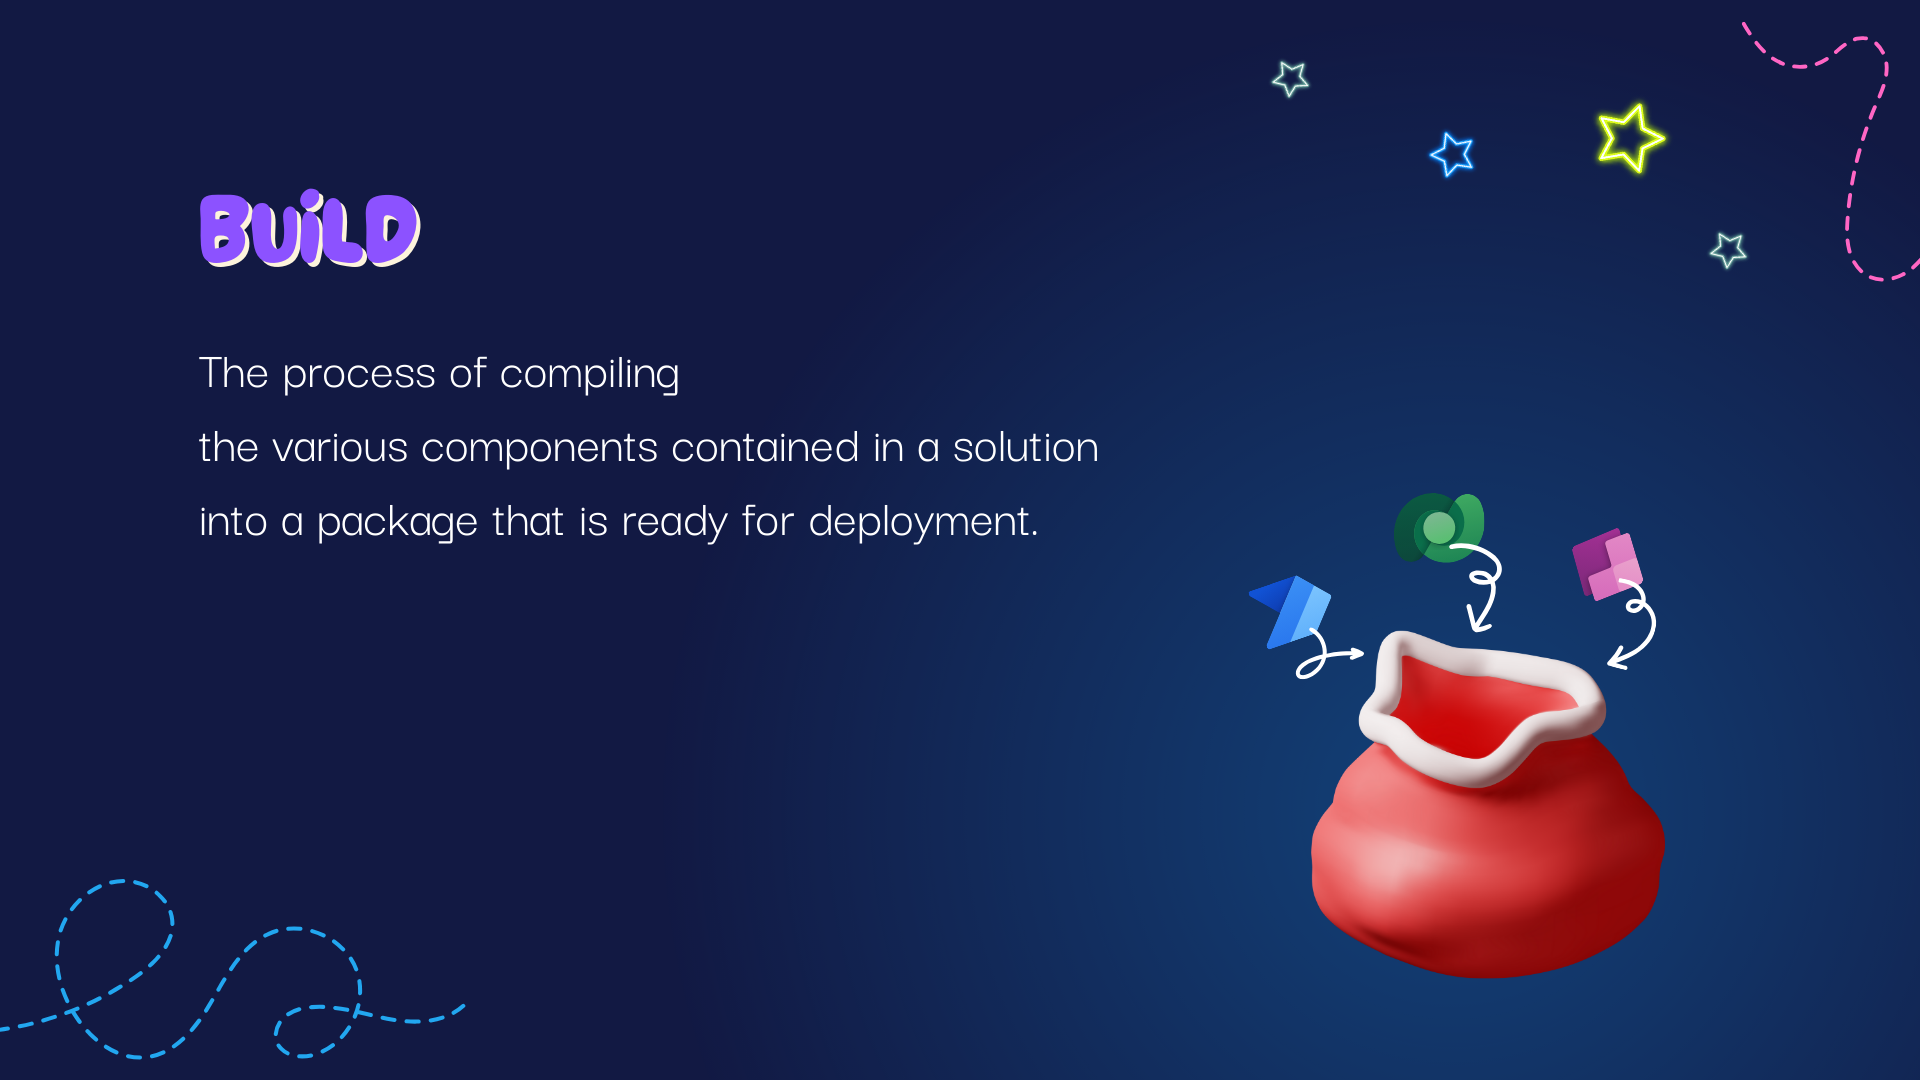 BUiLD
The process of compiling
the various components contained in a solution
into a package that is ready for deployment.